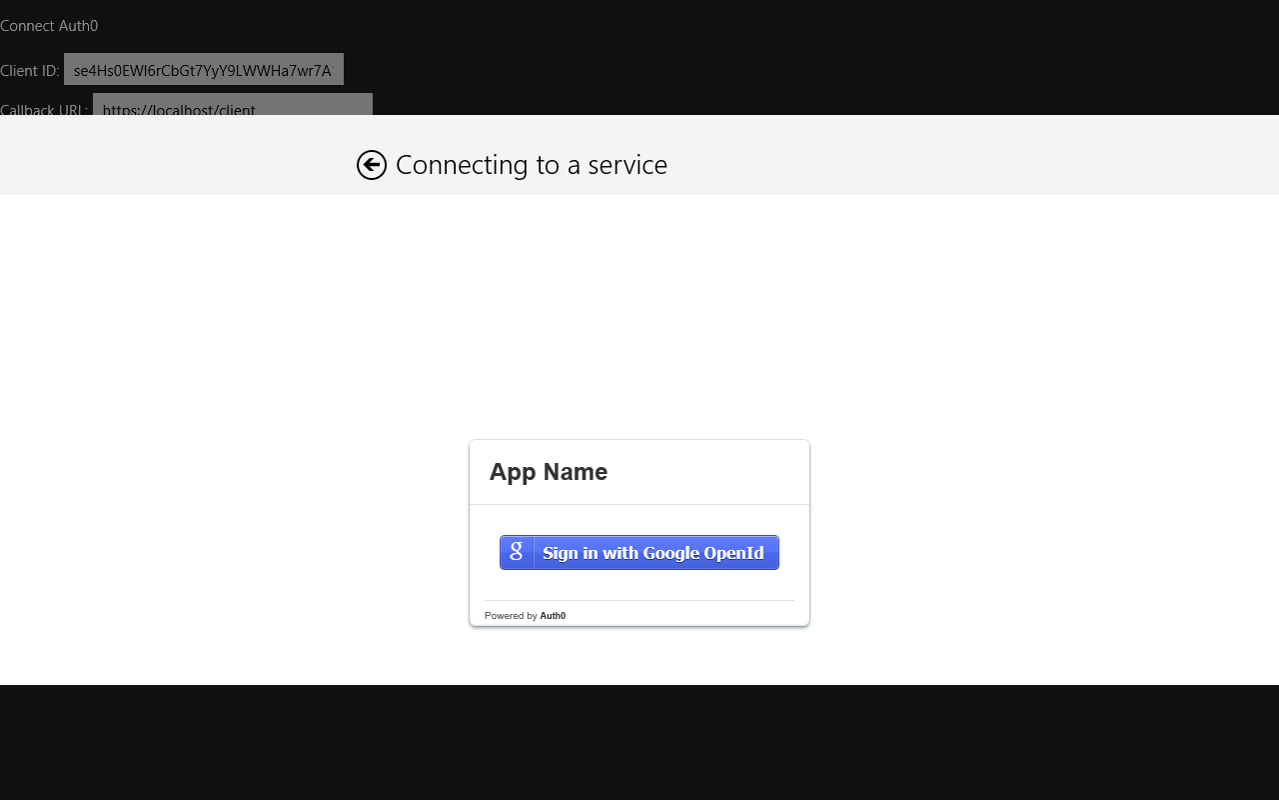 Connect Auth0
Client ID: se4Hs0EWI6rCbGt7YyY9LWWHa7wr7A
Callback URL: https://localhost/client
Connecting to a service
App Name
g Sign in with Google OpenId
Powered by Auth0